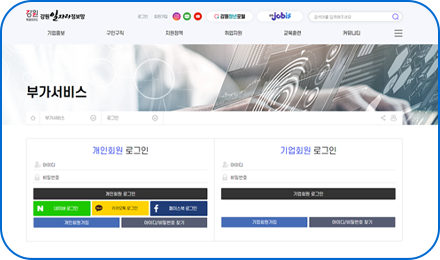 강원 강원일자리정보망
로그인 회원가입 강원청년포털 jobif 검색어를 입력해주세요
기업홍보 구인구직 지원정책 취업지원 교육훈련 커뮤니티
부가서비스
부가서비스 로그인
개인회원 로그인
아이디
비밀번호
개인회원 로그인
네이버 로그인 카카오톡 로그인 페이스북 로그인
개인회원가입 아이디/비밀번호 찾기
기업회원 로그인
아이디
비밀번호
기업회원 로그인
기업회원가입 아이디/비밀번호 찾기